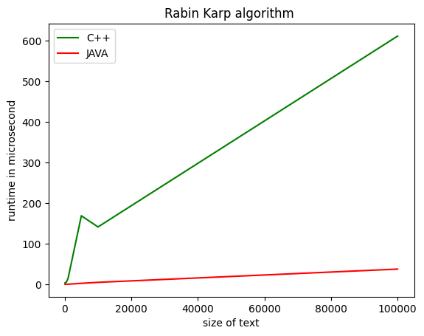 Rabin Karp algorithm
C++
JAVA
runtime in microsecond
600
500
400
300
200
100
0
0 20000 40000 60000 80000 100000
size of text